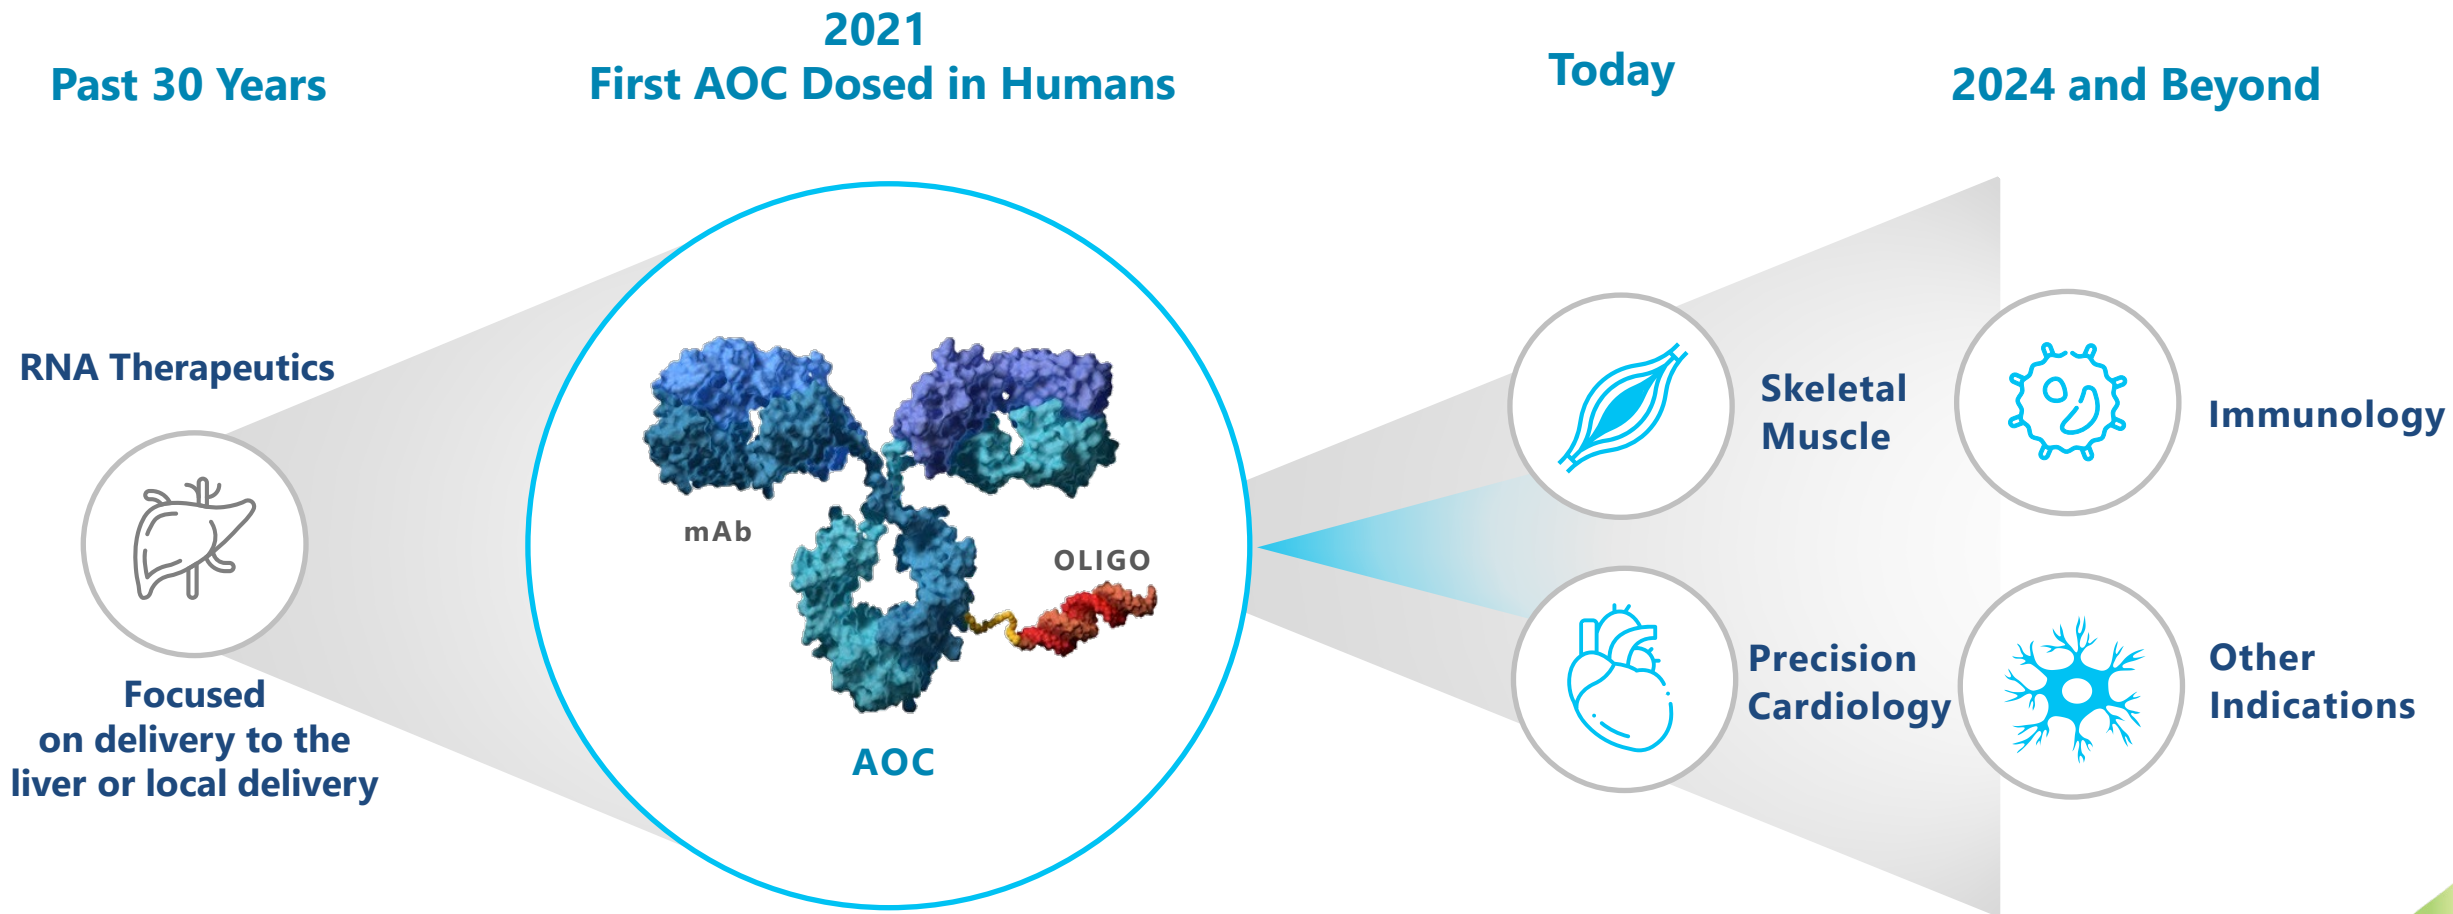 Past 30 Years
2021
First AOC Dosed in Humans
Today
2024 and Beyond
RNA Therapeutics
Focused
on delivery to the
liver or local delivery
mAb
OLIGO
AOC
Skeletal
Muscle
Precision
Cardiology
Immunology
Other
Indications